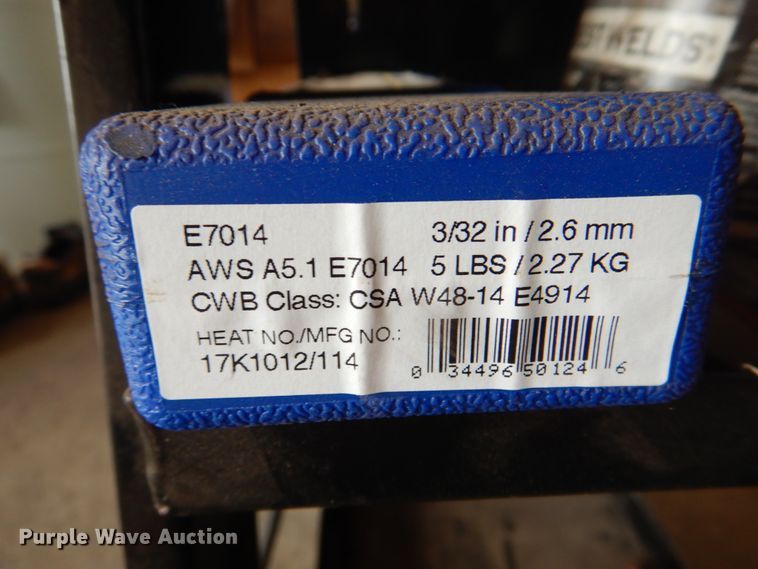 WELDS
E7014 3/32 in / 2.6 mm
AWS A5.1 E7014 5 LBS / 2.27 KG
CWB Class: CSA W48-14 E4914
HEAT NO./MFG NO.:
17K1012/114
0 34496 50124 6
Purple Wave Auction